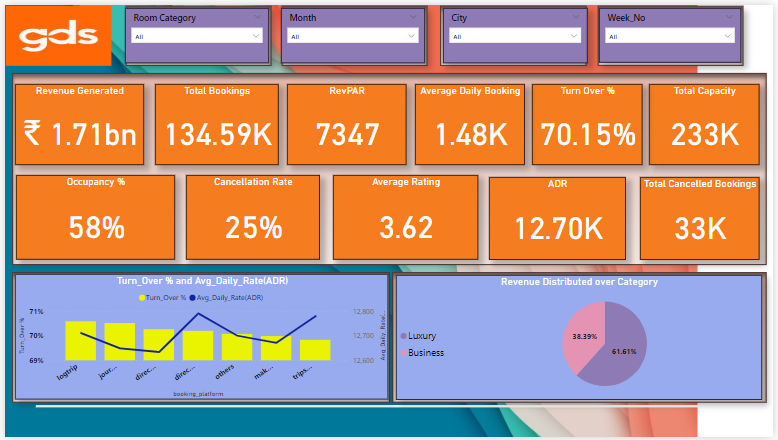 gds
Room Category
All
Month
All
City
All
Week_No
All
Revenue Generated
₹ 1.71bn
Total Bookings
134.59K
RevPAR
7347
Average Daily Booking
1.48K
Turn Over %
70.15%
Total Capacity
233K
Occupancy %
58%
Cancellation Rate
25%
Average Rating
3.62
ADR
12.70K
Total Cancelled Bookings
33K
Turn_Over % and Avg_Daily_Rate(ADR)
Turn_Over % Avg_Daily_Rate(ADR)
71%
70%
69%
Turn_Over %
12,800
12,700
12,600
Avg_Daily_Rate(...
logtrip
jour...
direc...
direc...
others
mak...
trips...
booking_platform
Revenue Distributed over Category
Luxury
Business
38.39%
61.61%